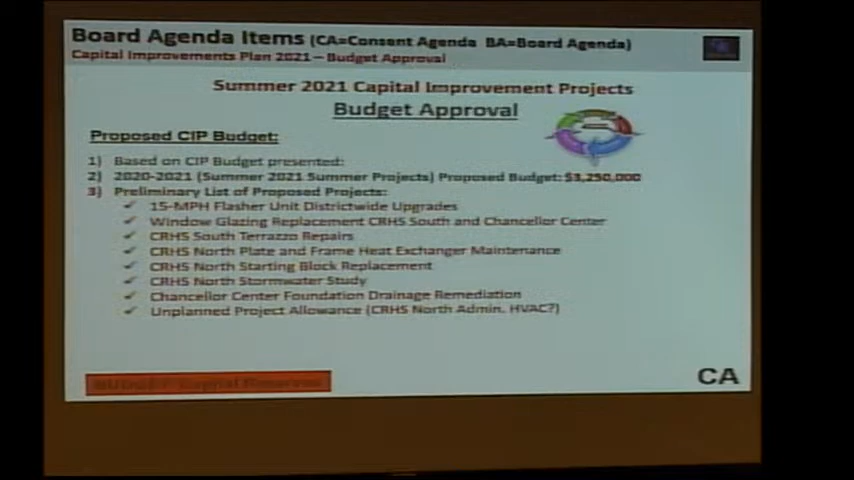 Board Agenda Items (CA=Consent Agenda BA=Board Agenda)
Capital Improvements Plan 2021 – Budget Approval
Summer 2021 Capital Improvement Projects
Budget Approval
Proposed CIP Budget:
1) Based on CIP Budget presented:
2) 2020-2021 (Summer 2021 Summer Projects) Proposed Budget: $3,250,000
3) Preliminary List of Proposed Projects:
✓ 15-MPH Flasher Unit Districtwide Upgrades
✓ Window Glazing Replacement CRHS South and Chancellor Center
✓ CRHS South Terrazzo Repairs
✓ CRHS North Plate and Frame Heat Exchanger Maintenance
✓ CRHS North Starting Block Replacement
✓ CRHS North Stormwater Study
✓ Chancellor Center Foundation Drainage Remediation
✓ Unplanned Project Allowance (CRHS North Admin. HVAC?)
Capital Reserves
CA